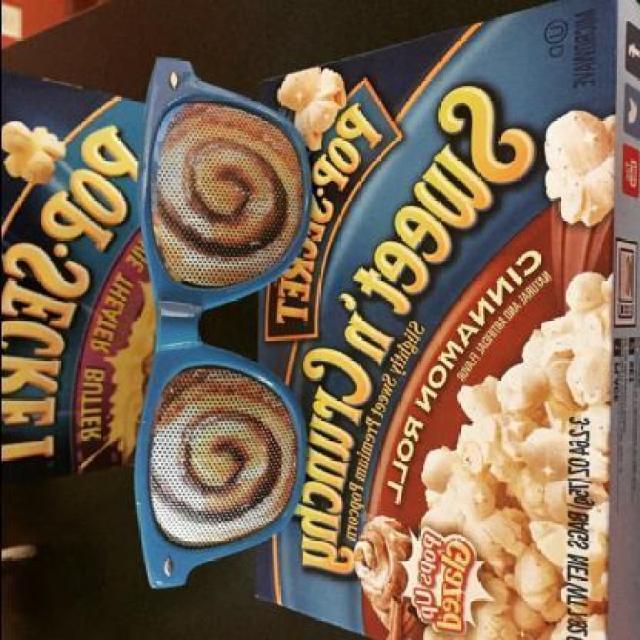 POP·SECRET
MOVIE THEATER BUTTER
POP·SECRET
Sweet 'n' Crunchy
Slightly Sweet Premium Popcorn
CINNAMON ROLL
NATURAL AND ARTIFICIAL FLAVOR
Pops Up
Glazed
MICROWAVE